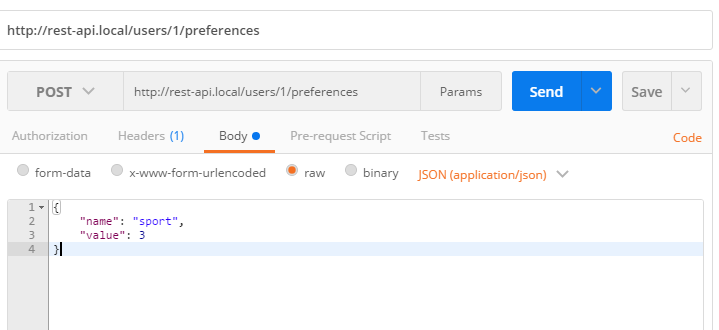 http://rest-api.local/users/1/preferences
POST http://rest-api.local/users/1/preferences Params Send Save
Authorization Headers (1) Body Pre-request Script Tests Code
form-data x-www-form-urlencoded raw binary JSON (application/json)
1 {
2 "name": "sport",
3 "value": 3
4 }